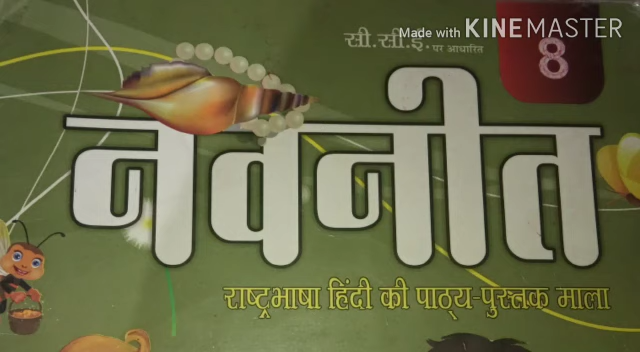 Made with KINEMASTER
सी.सी.ई. पर आधारित
8
नवनीत
राष्ट्रभाषा हिंदी की पाठ्य-पुस्तक माला